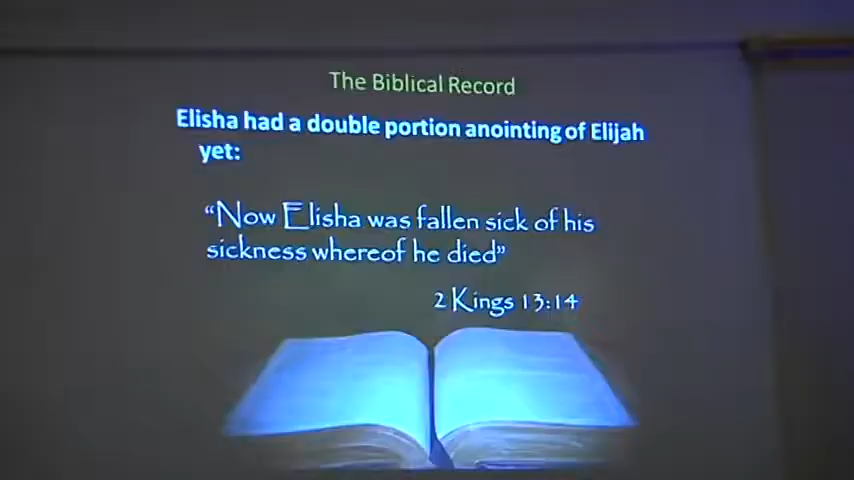 The Biblical Record
Elisha had a double portion anointing of Elijah
yet:
“Now Elisha was fallen sick of his
sickness whereof he died”
2 Kings 13:14